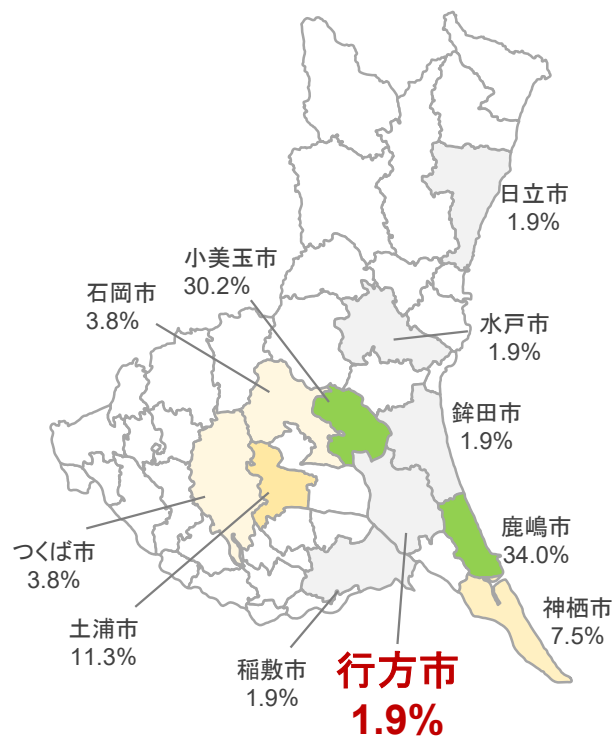 日立市
1.9%
小美玉市
30.2%
石岡市
3.8%
水戸市
1.9%
鉾田市
1.9%
鹿嶋市
34.0%
つくば市
3.8%
神栖市
7.5%
土浦市
11.3%
稲敷市
1.9%
行方市
1.9%